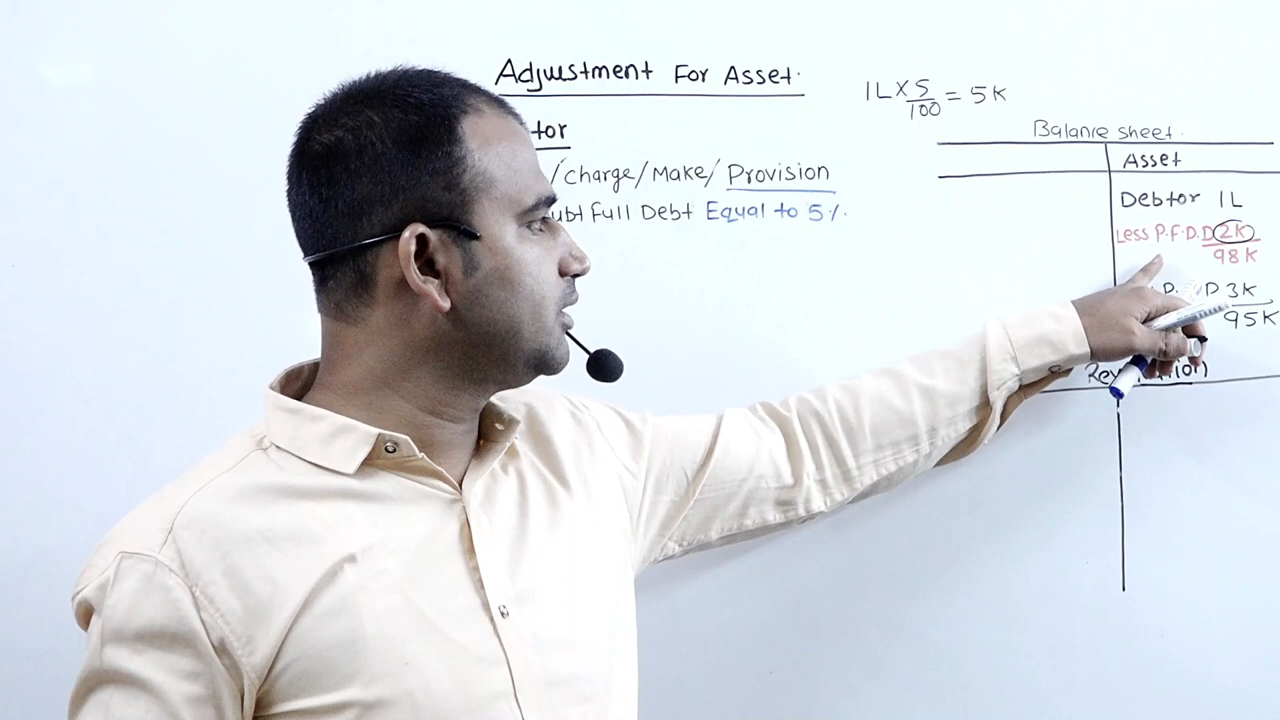 Adjustment For Asset.
tor
/Charge/Make/Provision
ubtfull Debt Equal to 5%.
1L X 5/100 = 5K
Balance sheet.
Asset
Debtor 1L
Less P.F.D.D 2K
98K
D 3K
95K